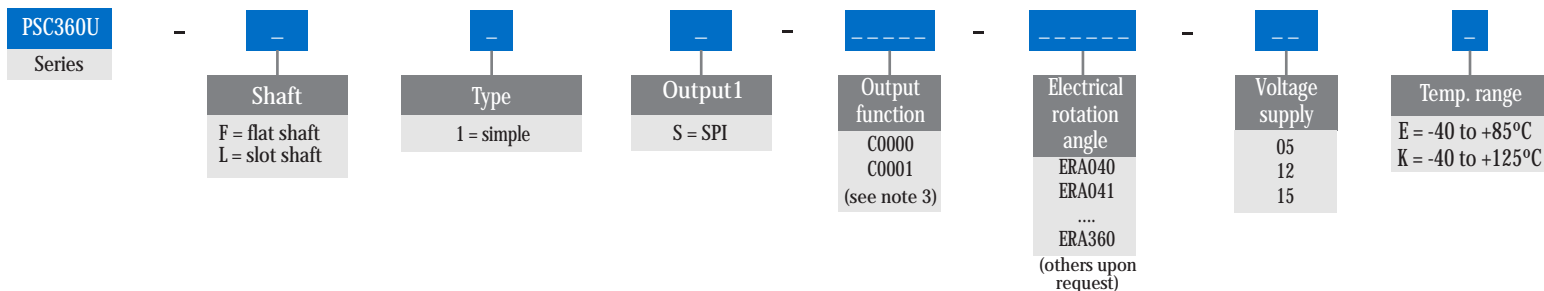 PSC360U - _ _ _ - _ _ _ _ _ - _ _ _ _ _ _ - _ _ _
Series
Shaft
F = flat shaft
L = slot shaft
Type
1 = simple
Output1
S = SPI
Output
function
C0000
C0001
(see note 3)
Electrical
rotation
angle
ERA040
ERA041
....
ERA360
(others upon
request)
Voltage
supply
05
12
15
Temp. range
E = -40 to +85ºC
K = -40 to +125ºC